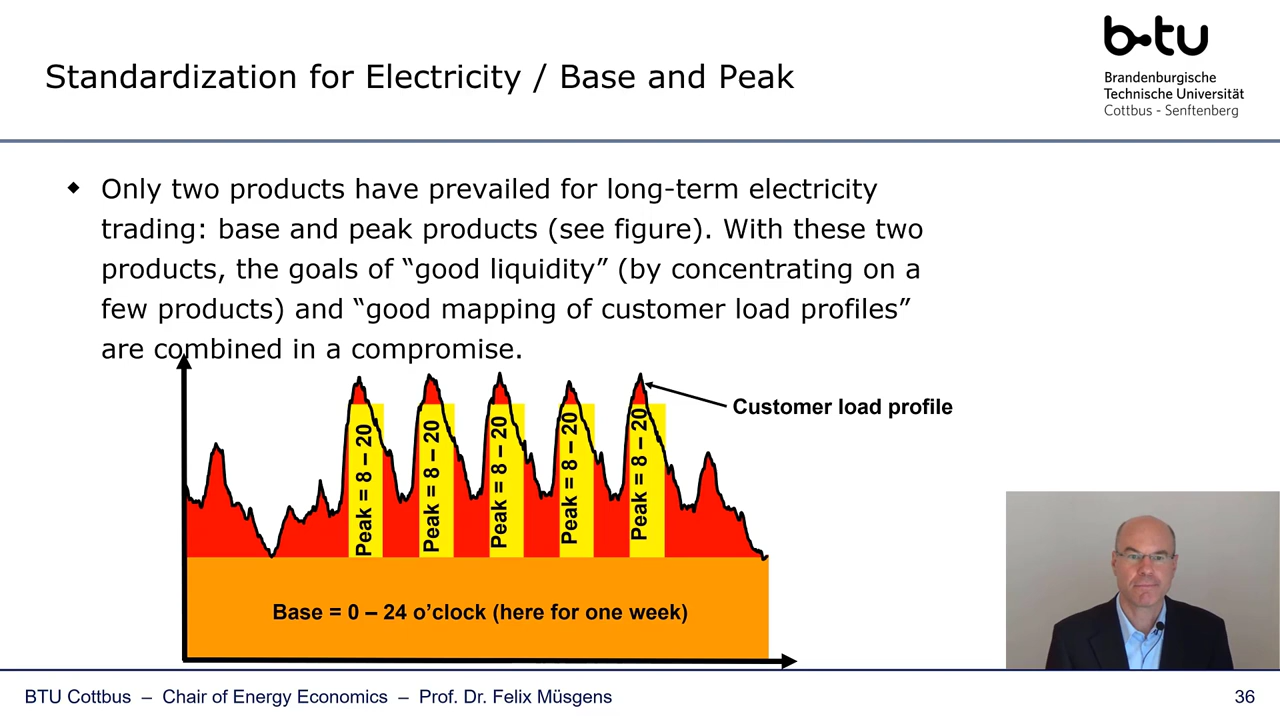 Standardization for Electricity / Base and Peak
b-tu
Brandenburgische
Technische Universität
Cottbus - Senftenberg
◆ Only two products have prevailed for long-term electricity
trading: base and peak products (see figure). With these two
products, the goals of “good liquidity” (by concentrating on a
few products) and “good mapping of customer load profiles”
are combined in a compromise.
Customer load profile
Peak = 8 – 20
Peak = 8 – 20
Peak = 8 – 20
Peak = 8 – 20
Peak = 8 – 20
Base = 0 – 24 o’clock (here for one week)
BTU Cottbus – Chair of Energy Economics – Prof. Dr. Felix Müsgens
36